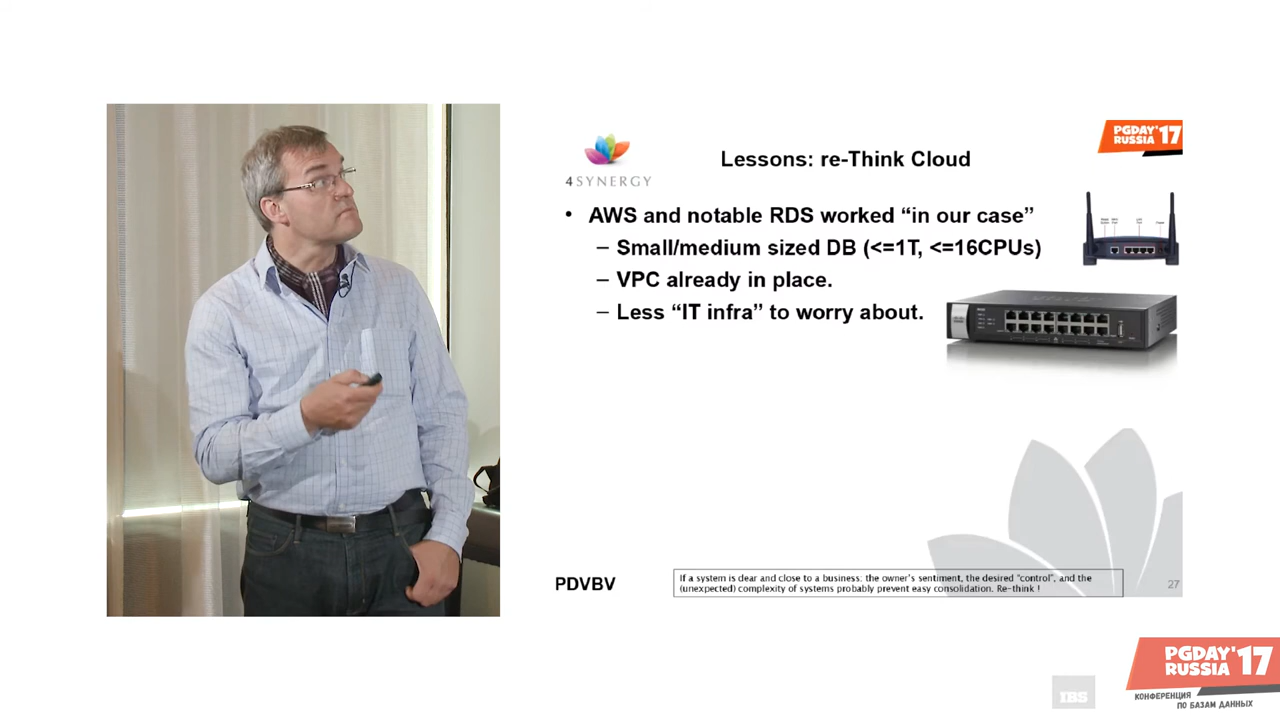 4SYNERGY
Lessons: re-Think Cloud
PGDAY'17
RUSSIA
• AWS and notable RDS worked “in our case”
– Small/medium sized DB (<=1T, <=16CPUs)
– VPC already in place.
– Less “IT infra” to worry about.
PDVBV
If a system is dear and close to a business: the owner's sentiment, the desired “control”, and the
(unexpected) complexity of systems probably prevent easy consolidation. Re-think !
27
IBS
PGDAY'17
RUSSIA
КОНФЕРЕНЦИЯ
ПО БАЗАМ ДАННЫХ